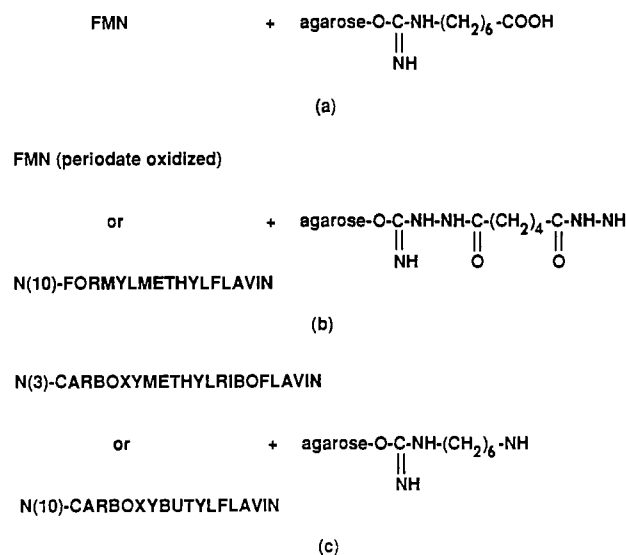 FMN + agarose-O-C-NH-(CH2)6-COOH
NH
(a)
FMN (periodate oxidized)
or + agarose-O-C-NH-NH-C-(CH2)4-C-NH-NH
NH O O
N(10)-FORMYLMETHYLFLAVIN
(b)
N(3)-CARBOXYMETHYLRIBOFLAVIN
or + agarose-O-C-NH-(CH2)6-NH
NH
N(10)-CARBOXYBUTYLFLAVIN
(c)